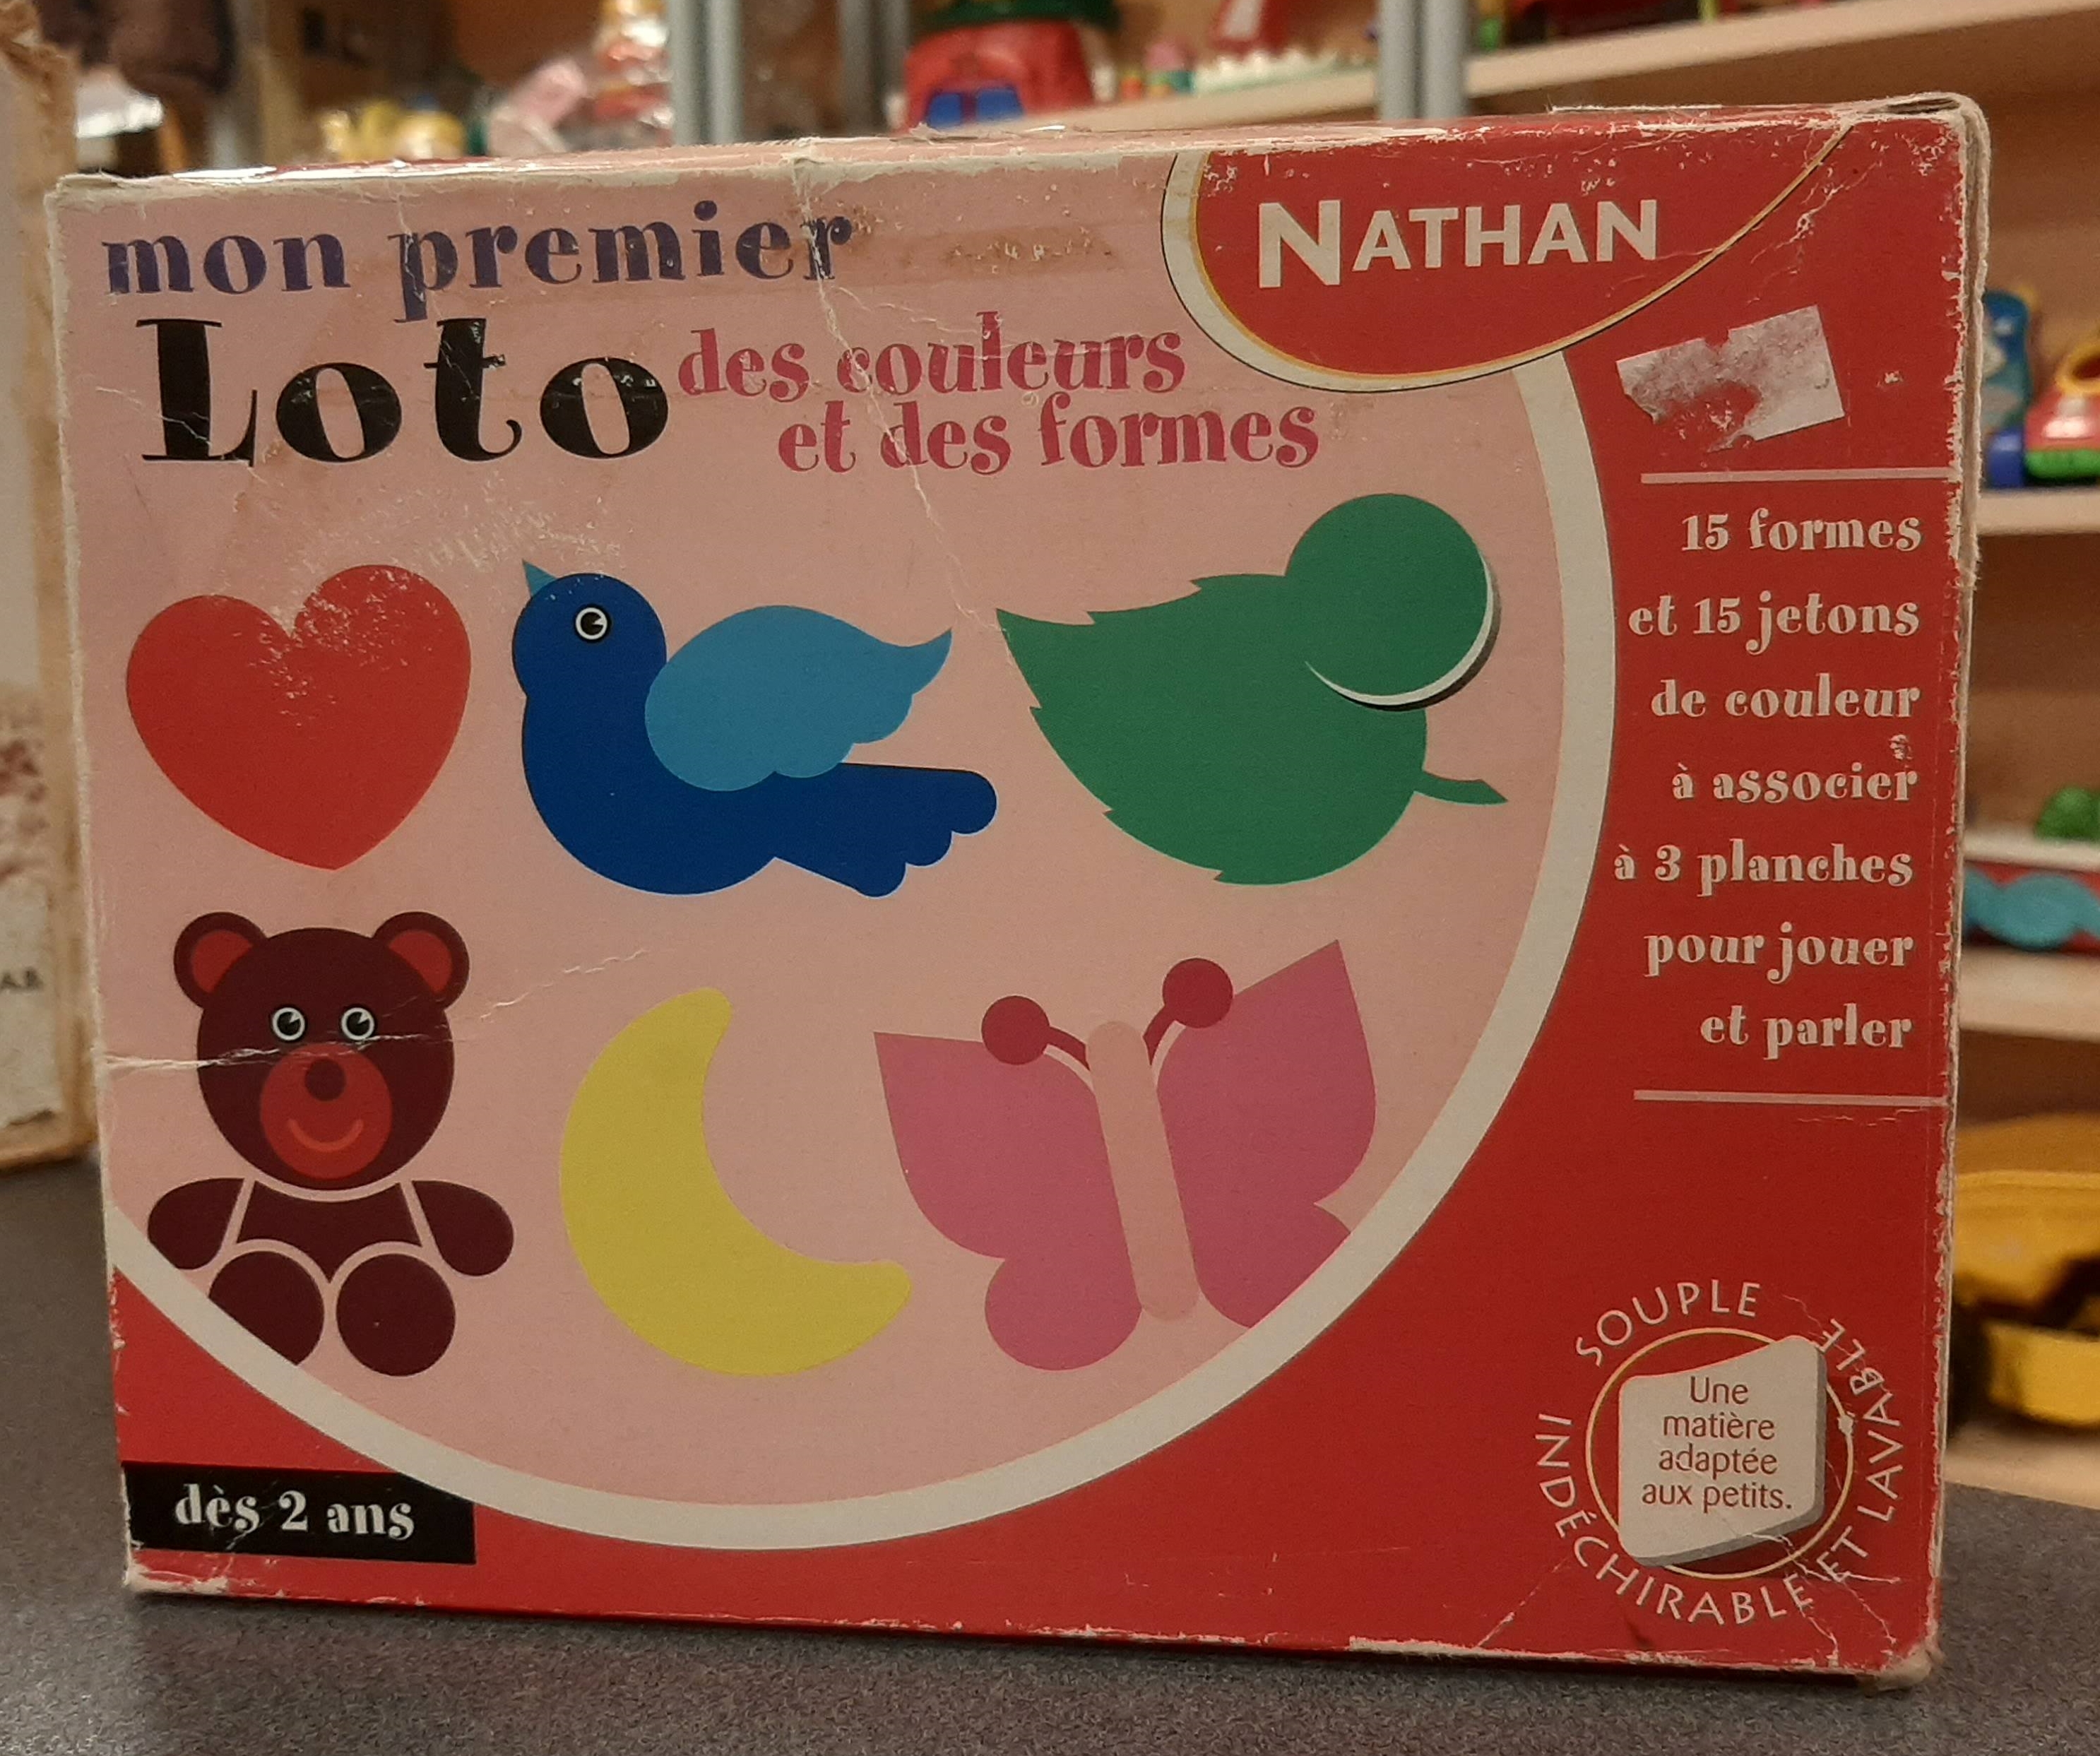 mon premier
Loto des couleurs
et des formes
NATHAN
15 formes
et 15 jetons
de couleur
à associer
à 3 planches
pour jouer
et parler
SOUPLE
INDÉCHIRABLE ET LAVABLE
Une
matière
adaptée
aux petits.
dès 2 ans
A.B.